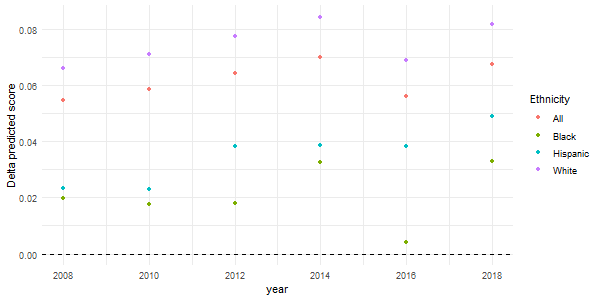 Delta predicted score
0.08
0.06
0.04
0.02
0.00
2008 2010 2012 2014 2016 2018
year
Ethnicity
All
Black
Hispanic
White